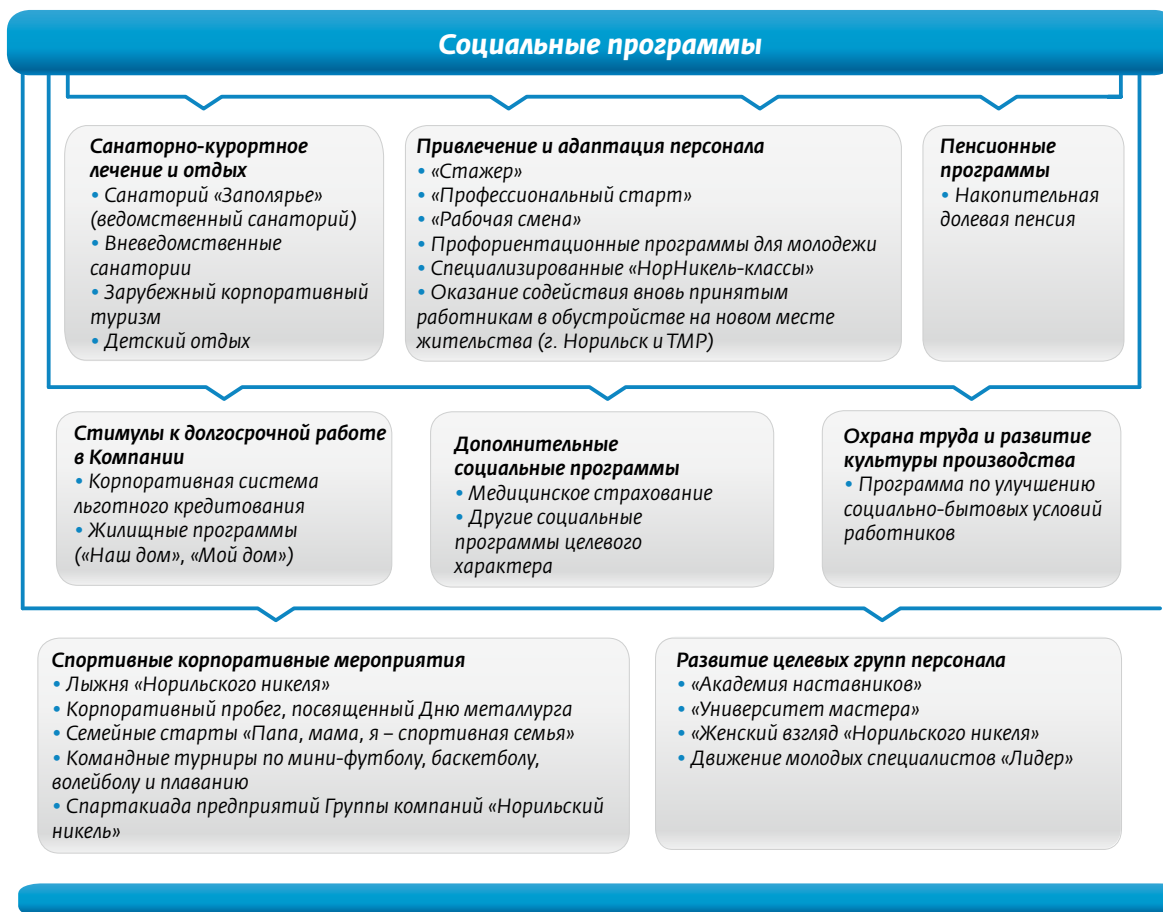 Социальные программы
Санаторно-курортное
лечение и отдых
• Санаторий «Заполярье»
(ведомственный санаторий)
• Вневедомственные
санатории
• Зарубежный корпоративный
туризм
• Детский отдых
Привлечение и адаптация персонала
• «Стажер»
• «Профессиональный старт»
• «Рабочая смена»
• Профориентационные программы для молодежи
• Специализированные «НорНикель-классы»
• Оказание содействия вновь принятым
работникам в обустройстве на новом месте
жительства (г. Норильск и ТМР)
Пенсионные
программы
• Накопительная
долевая пенсия
Стимулы к долгосрочной работе
в Компании
• Корпоративная система
льготного кредитования
• Жилищные программы
(«Наш дом», «Мой дом»)
Дополнительные
социальные программы
• Медицинское страхование
• Другие социальные
программы целевого
характера
Охрана труда и развитие
культуры производства
• Программа по улучшению
социально-бытовых условий
работников
Спортивные корпоративные мероприятия
• Лыжня «Норильского никеля»
• Корпоративный пробег, посвященный Дню металлурга
• Семейные старты «Папа, мама, я – спортивная семья»
• Командные турниры по мини-футболу, баскетболу,
волейболу и плаванию
• Спартакиада предприятий Группы компаний «Норильский
никель»
Развитие целевых групп персонала
• «Академия наставников»
• «Университет мастера»
• «Женский взгляд «Норильского никеля»
• Движение молодых специалистов «Лидер»